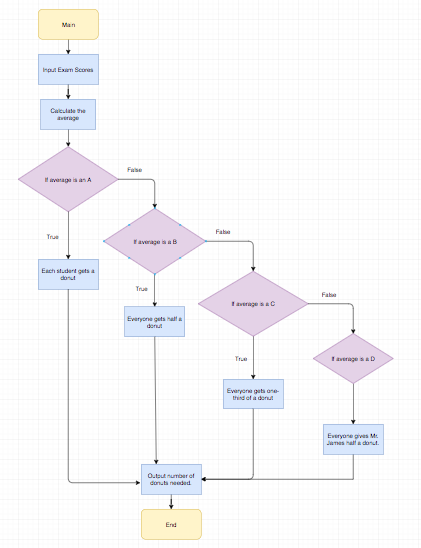 Main
Input Exam Scores
Calculate the
average
If average is an A
False
True
Each student gets a
donut
If average is a B
False
True
Everyone gets half a
donut
If average is a C
False
True
Everyone gets one-
third of a donut
If average is a D
Everyone gives Mr.
James half a donut.
Output number of
donuts needed.
End